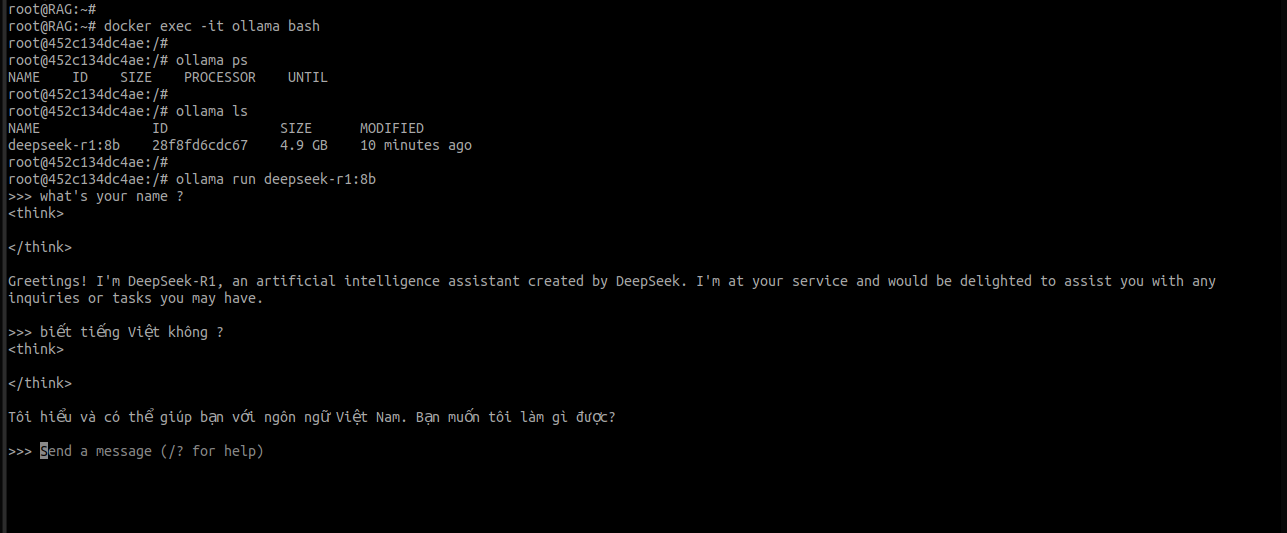 root@RAG:~#
root@RAG:~# docker exec -it ollama bash
root@452c134dc4ae:/#
root@452c134dc4ae:/# ollama ps
NAME    ID    SIZE    PROCESSOR    UNTIL
root@452c134dc4ae:/#
root@452c134dc4ae:/# ollama ls
NAME              ID              SIZE      MODIFIED
deepseek-r1:8b    28f8fd6cdc67    4.9 GB    10 minutes ago
root@452c134dc4ae:/#
root@452c134dc4ae:/# ollama run deepseek-r1:8b
>>> what's your name ?
<think>
</think>
Greetings! I'm DeepSeek-R1, an artificial intelligence assistant created by DeepSeek. I'm at your service and would be delighted to assist you with any
inquiries or tasks you may have.
>>> biết tiếng Việt không ?
<think>
</think>
Tôi hiểu và có thể giúp bạn với ngôn ngữ Việt Nam. Bạn muốn tôi làm gì được?
>>> Send a message (/? for help)